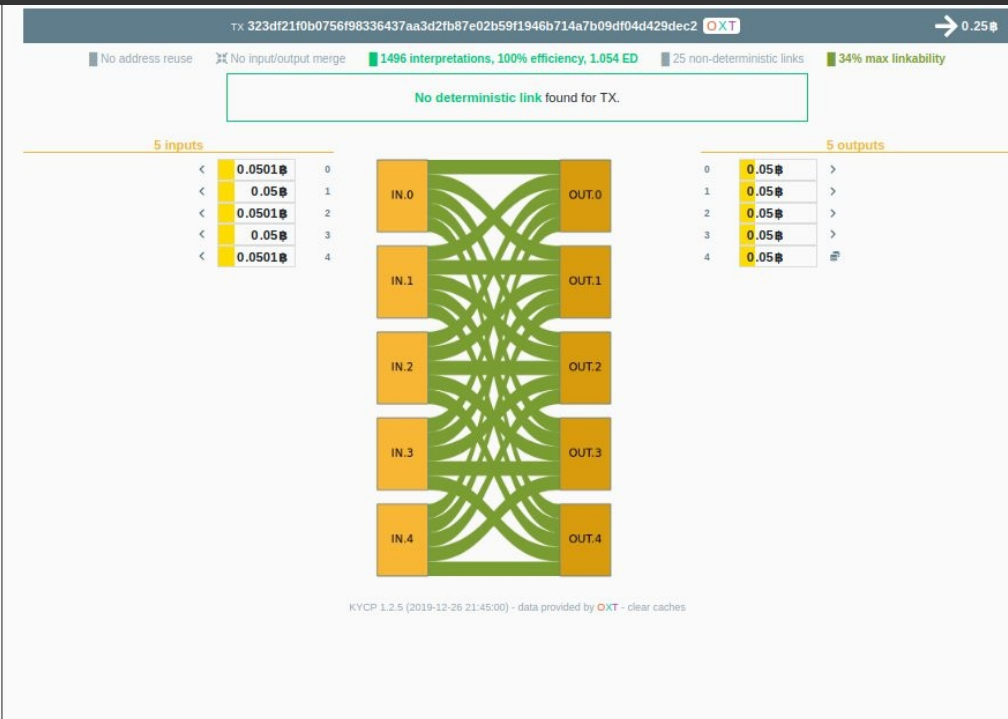 TX 323df21f0b0756f98336437aa3d2fb87e02b59f1946b714a7b09df04d429dec2 OXT 0.25฿
No address reuse No input/output merge 1496 interpretations, 100% efficiency, 1.054 ED 25 non-deterministic links 34% max linkability
No deterministic link found for TX.
5 inputs 5 outputs
< 0.0501฿ 0 IN.0 OUT.0 0 0.05฿ >
< 0.05฿ 1 1 0.05฿ >
< 0.0501฿ 2 2 0.05฿ >
< 0.05฿ 3 3 0.05฿ >
< 0.0501฿ 4 4 0.05฿
IN.1 OUT.1
IN.2 OUT.2
IN.3 OUT.3
IN.4 OUT.4
KYCP 1.2.5 (2019-12-26 21:45:00) - data provided by OXT - clear caches